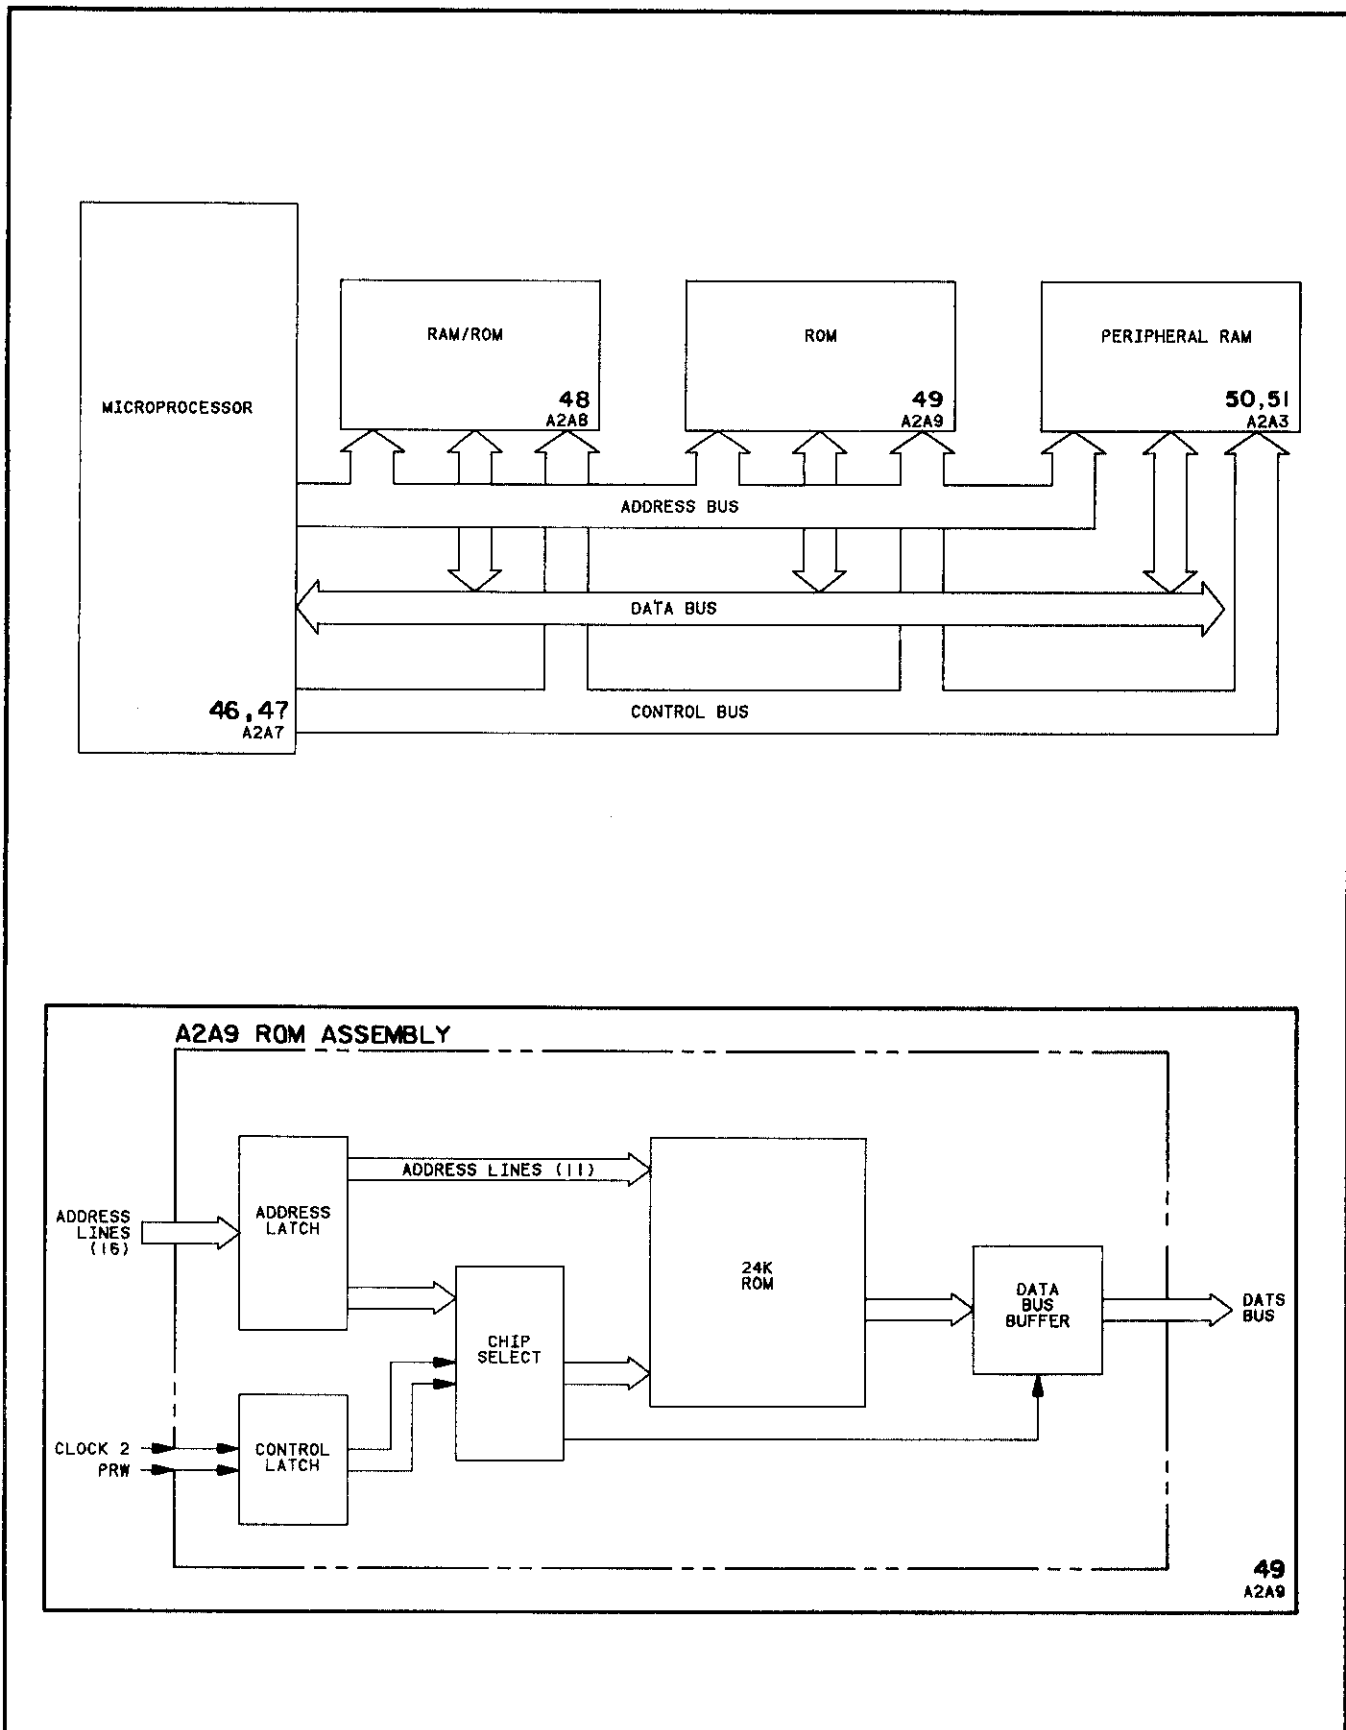 MICROPROCESSOR
46,47
A2A7
RAM/ROM
48
A2A8
ROM
49
A2A9
PERIPHERAL RAM
50,51
A2A3
ADDRESS BUS
DATA BUS
CONTROL BUS
A2A9 ROM ASSEMBLY
ADDRESS
LINES
(16)
ADDRESS
LATCH
ADDRESS LINES (11)
CHIP
SELECT
24K
ROM
DATA
BUS
BUFFER
DATS
BUS
CLOCK 2
PRW
CONTROL
LATCH
49
A2A9